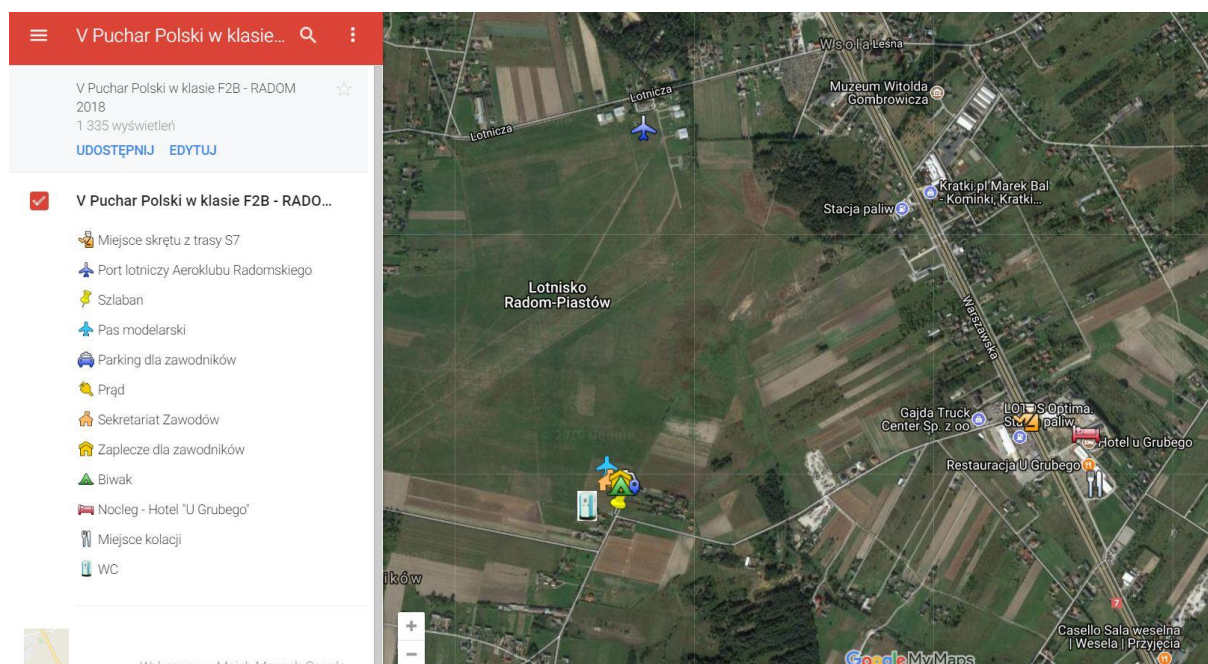 V Puchar Polski w klasie...
V Puchar Polski w klasie F2B - RADOM
2018
1 335 wyświetleń
UDOSTĘPNIJ EDYTUJ
V Puchar Polski w klasie F2B - RADO...
Miejsce skrętu z trasy S7
Port lotniczy Aeroklubu Radomskiego
Szlaban
Pas modelarski
Parking dla zawodników
Prąd
Sekretariat Zawodów
Zaplecze dla zawodników
Biwak
Nocleg - Hotel "U Grubego"
Miejsce kolacji
WC
Wsola
Leśna
Muzeum Witolda
Gombrowicza
Lotnicza
Lotnicza
Kratki.pl Marek Bal
- Kominki, Kratki...
Stacja paliw
Lotnisko
Radom-Piastów
Warszawska
Gajda Truck
Center Sp. z oo
LOTOS Optima.
paliw
Hotel u Grubego
Restauracja U Grubego
ików
7
Casello Sala weselna
| Wesela | Przyjęcia
+
−
Google MyMaps